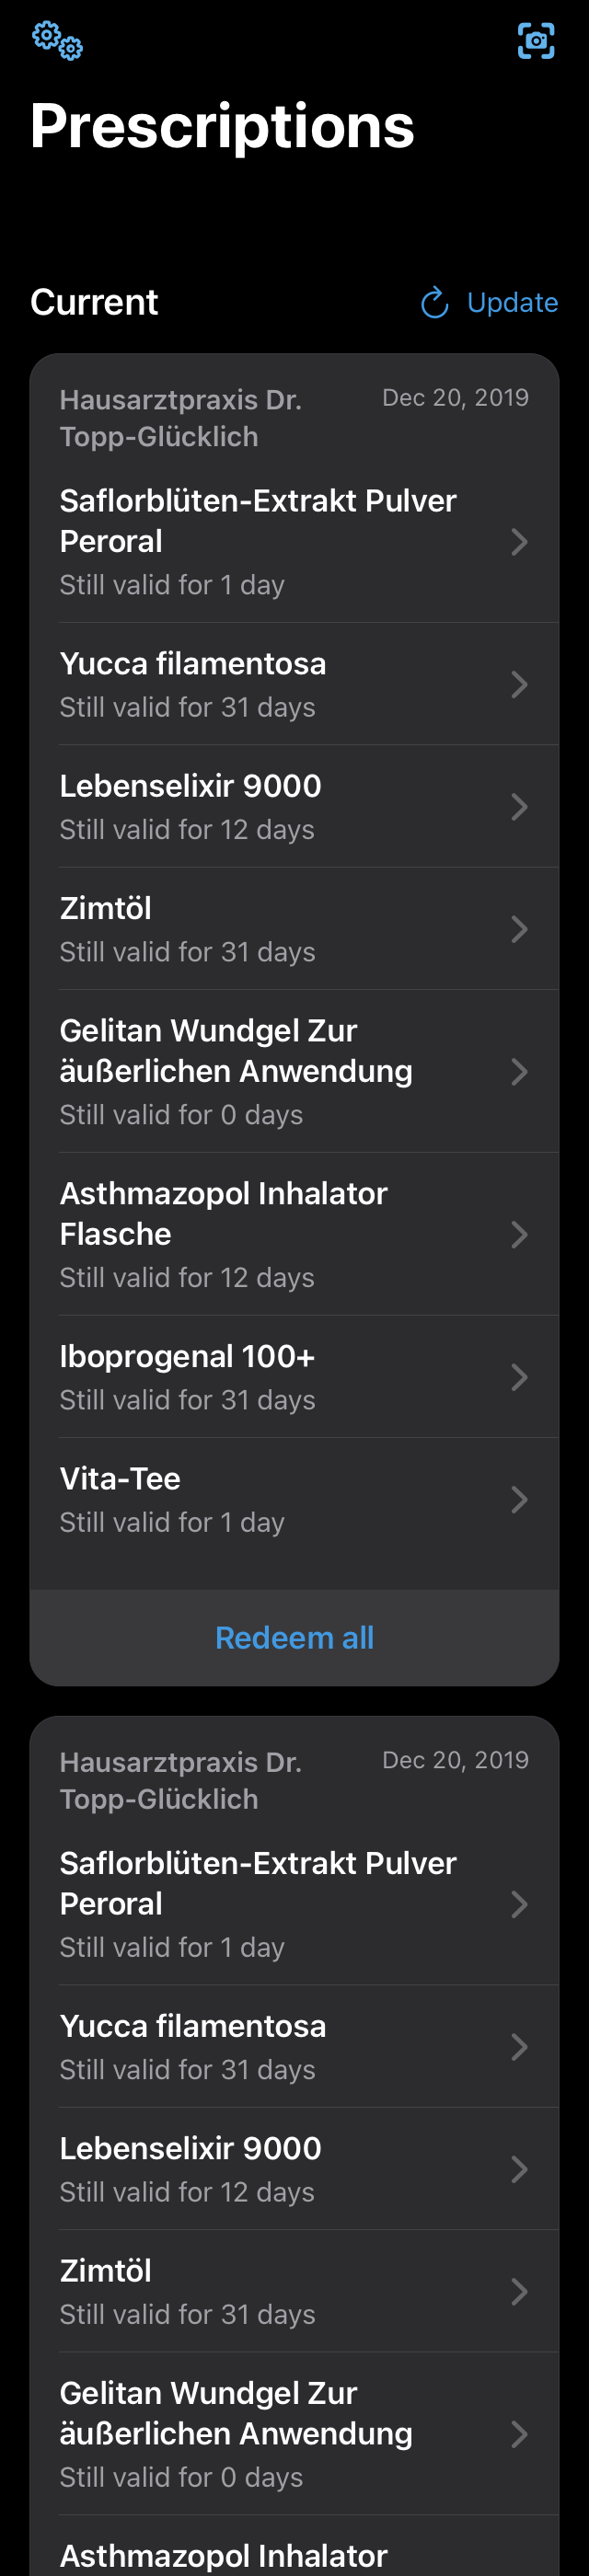 Prescriptions
Current
Update
Hausarztpraxis Dr.
Topp-Glücklich
Dec 20, 2019
Saflorblüten-Extrakt Pulver
Peroral
Still valid for 1 day
Yucca filamentosa
Still valid for 31 days
Lebenselixir 9000
Still valid for 12 days
Zimtöl
Still valid for 31 days
Gelitan Wundgel Zur
äußerlichen Anwendung
Still valid for 0 days
Asthmazopol Inhalator
Flasche
Still valid for 12 days
Iboprogenal 100+
Still valid for 31 days
Vita-Tee
Still valid for 1 day
Redeem all
Hausarztpraxis Dr.
Topp-Glücklich
Dec 20, 2019
Saflorblüten-Extrakt Pulver
Peroral
Still valid for 1 day
Yucca filamentosa
Still valid for 31 days
Lebenselixir 9000
Still valid for 12 days
Zimtöl
Still valid for 31 days
Gelitan Wundgel Zur
äußerlichen Anwendung
Still valid for 0 days
Asthmazopol Inhalator